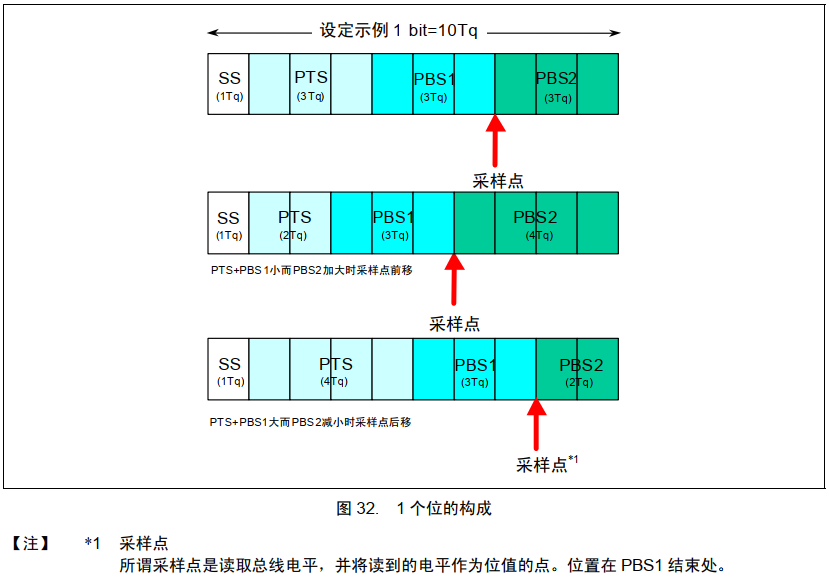 设定示例 1 bit=10Tq
SS PTS PBS1 PBS2
(1Tq) (3Tq) (3Tq) (3Tq)
采样点
SS PTS PBS1 PBS2
(1Tq) (2Tq) (3Tq) (4Tq)
PTS+PBS1小而PBS2加大时采样点前移
采样点
SS PTS PBS1 PBS2
(1Tq) (4Tq) (3Tq) (2Tq)
PTS+PBS1大而PBS2减小时采样点后移
采样点*1
图 32. 1 个位的构成
【注】 *1 采样点
所谓采样点是读取总线电平，并将读到的电平作为位值的点。位置在 PBS1 结束处。